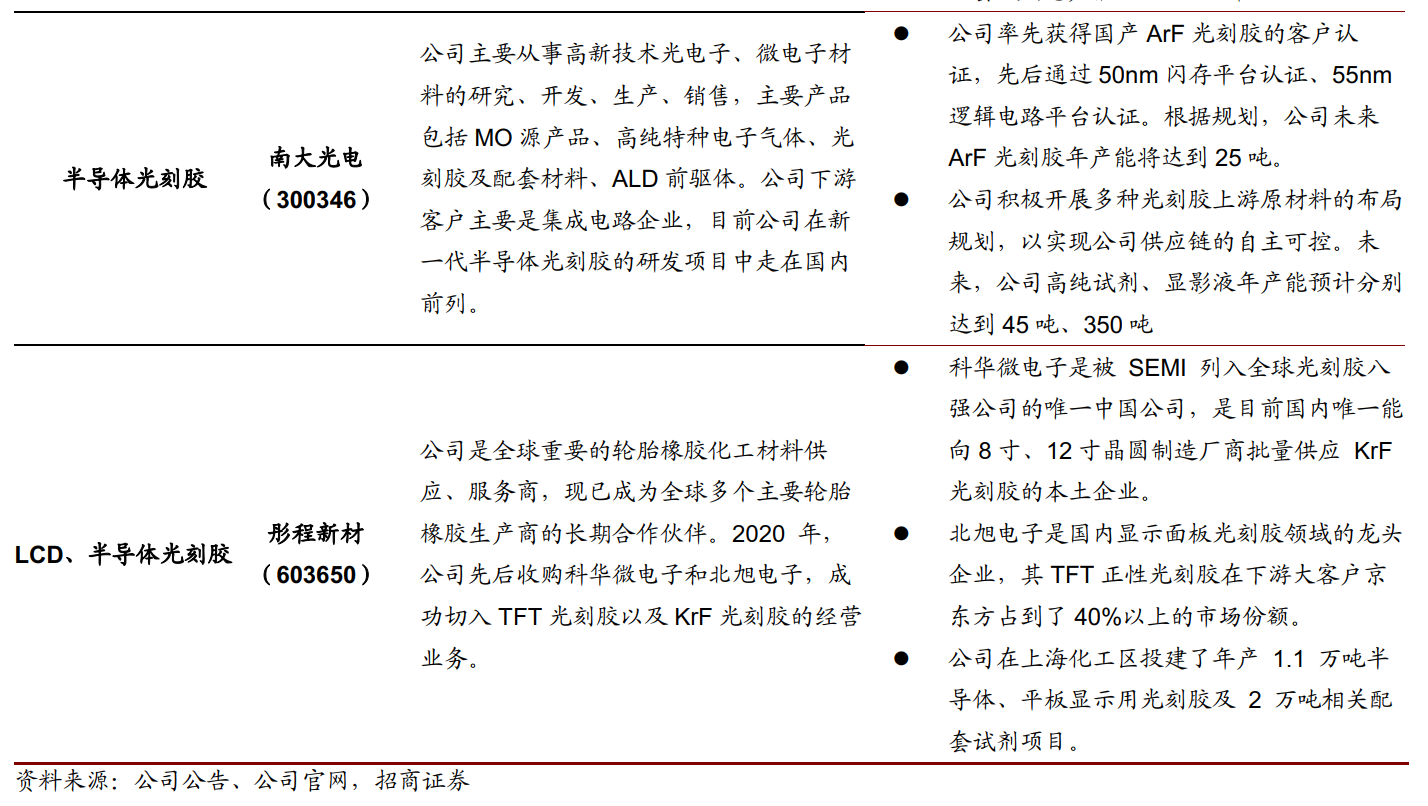 半导体光刻胶
南大光电
（300346）
公司主要从事高新技术光电子、微电子材
料的研究、开发、生产、销售，主要产品
包括 MO 源产品、高纯特种电子气体、光
刻胶及配套材料、ALD 前驱体。公司下游
客户主要是集成电路企业，目前公司在新
一代半导体光刻胶的研发项目中走在国内
前列。
● 公司率先获得国产 ArF 光刻胶的客户认
证，先后通过 50nm 闪存平台认证、55nm
逻辑电路平台认证。根据规划，公司未来
ArF 光刻胶年产能将达到 25 吨。
● 公司积极开展多种光刻胶上游原材料的布局
规划，以实现公司供应链的自主可控。未
来，公司高纯试剂、显影液年产能预计分别
达到 45 吨、350 吨
LCD、半导体光刻胶
彤程新材
（603650）
公司是全球重要的轮胎橡胶化工材料供
应、服务商，现已成为全球多个主要轮胎
橡胶生产商的长期合作伙伴。2020 年，
公司先后收购科华微电子和北旭电子，成
功切入 TFT 光刻胶以及 KrF 光刻胶的经营
业务。
● 科华微电子是被 SEMI 列入全球光刻胶八
强公司的唯一中国公司，是目前国内唯一能
向 8 寸、12 寸晶圆制造厂商批量供应 KrF
光刻胶的本土企业。
● 北旭电子是国内显示面板光刻胶领域的龙头
企业，其 TFT 正性光刻胶在下游大客户京
东方占到了 40%以上的市场份额。
● 公司在上海化工区投建了年产 1.1 万吨半
导体、平板显示用光刻胶及 2 万吨相关配
套试剂项目。
资料来源：公司公告、公司官网，招商证券